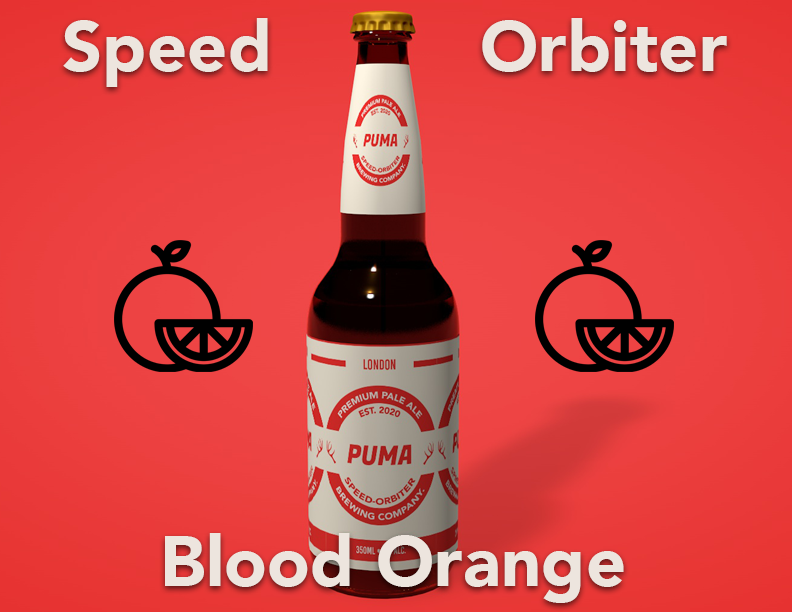 Speed Orbiter
PREMIUM PALE ALE
EST. 2020
PUMA
SPEED-ORBITER
BREWING COMPANY.
LONDON
PREMIUM PALE ALE
EST. 2020
PUMA
SPEED-ORBITER
BREWING COMPANY.
350ML
Blood Orange